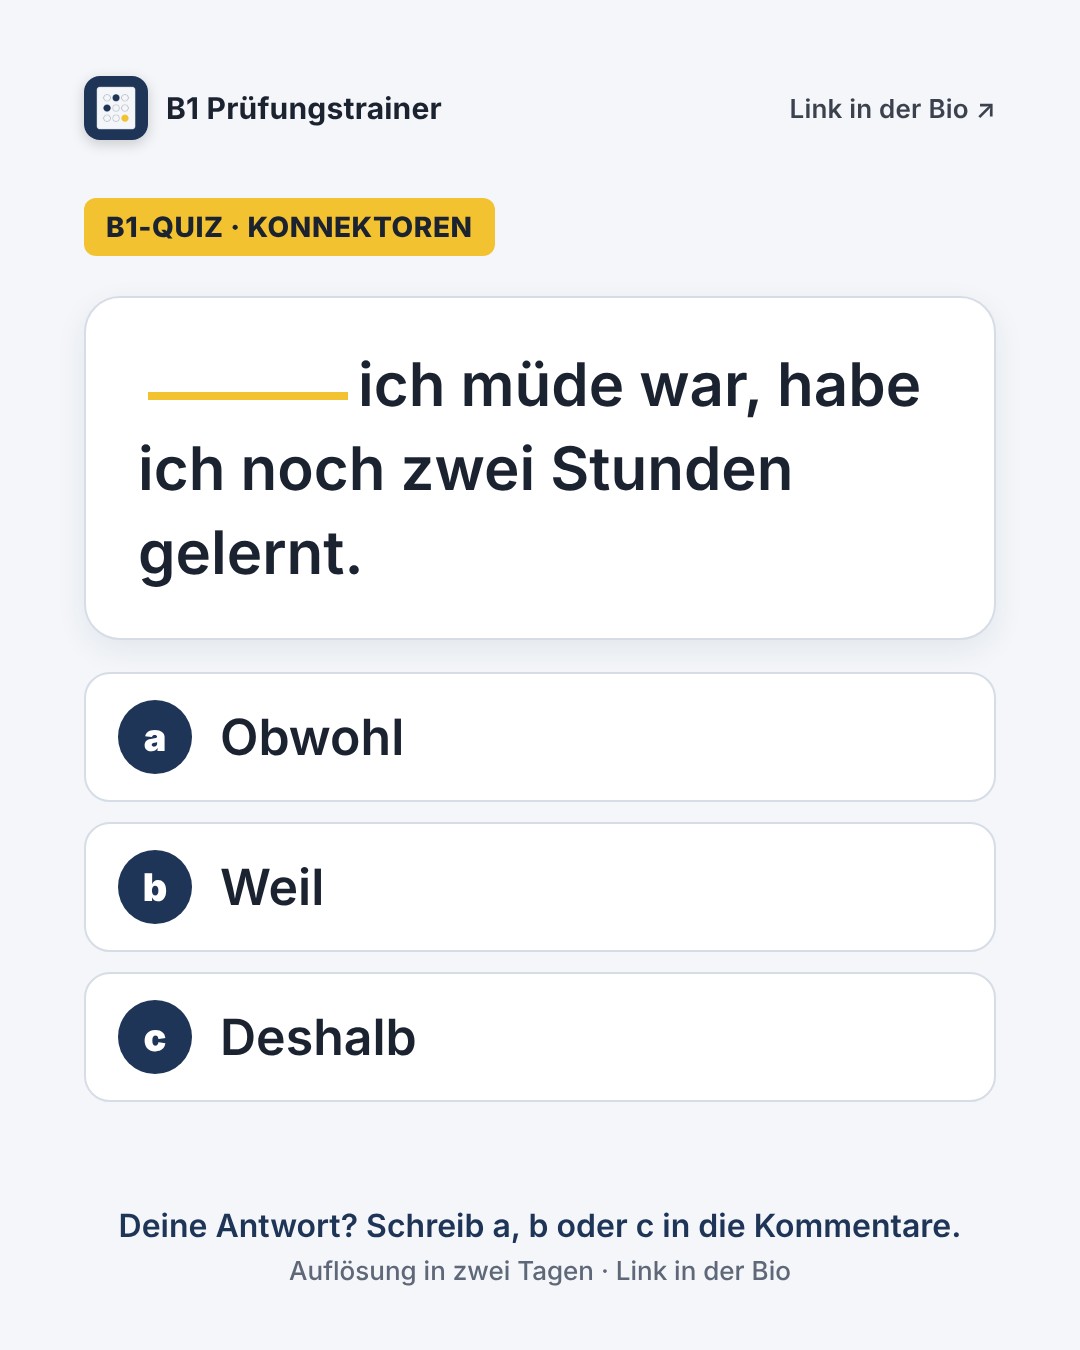 B1 Prüfungstrainer
Link in der Bio ↗
B1-QUIZ · KONNEKTOREN
ich müde war, habe
ich noch zwei Stunden
gelernt.
a Obwohl
b Weil
c Deshalb
Deine Antwort? Schreib a, b oder c in die Kommentare.
Auflösung in zwei Tagen · Link in der Bio